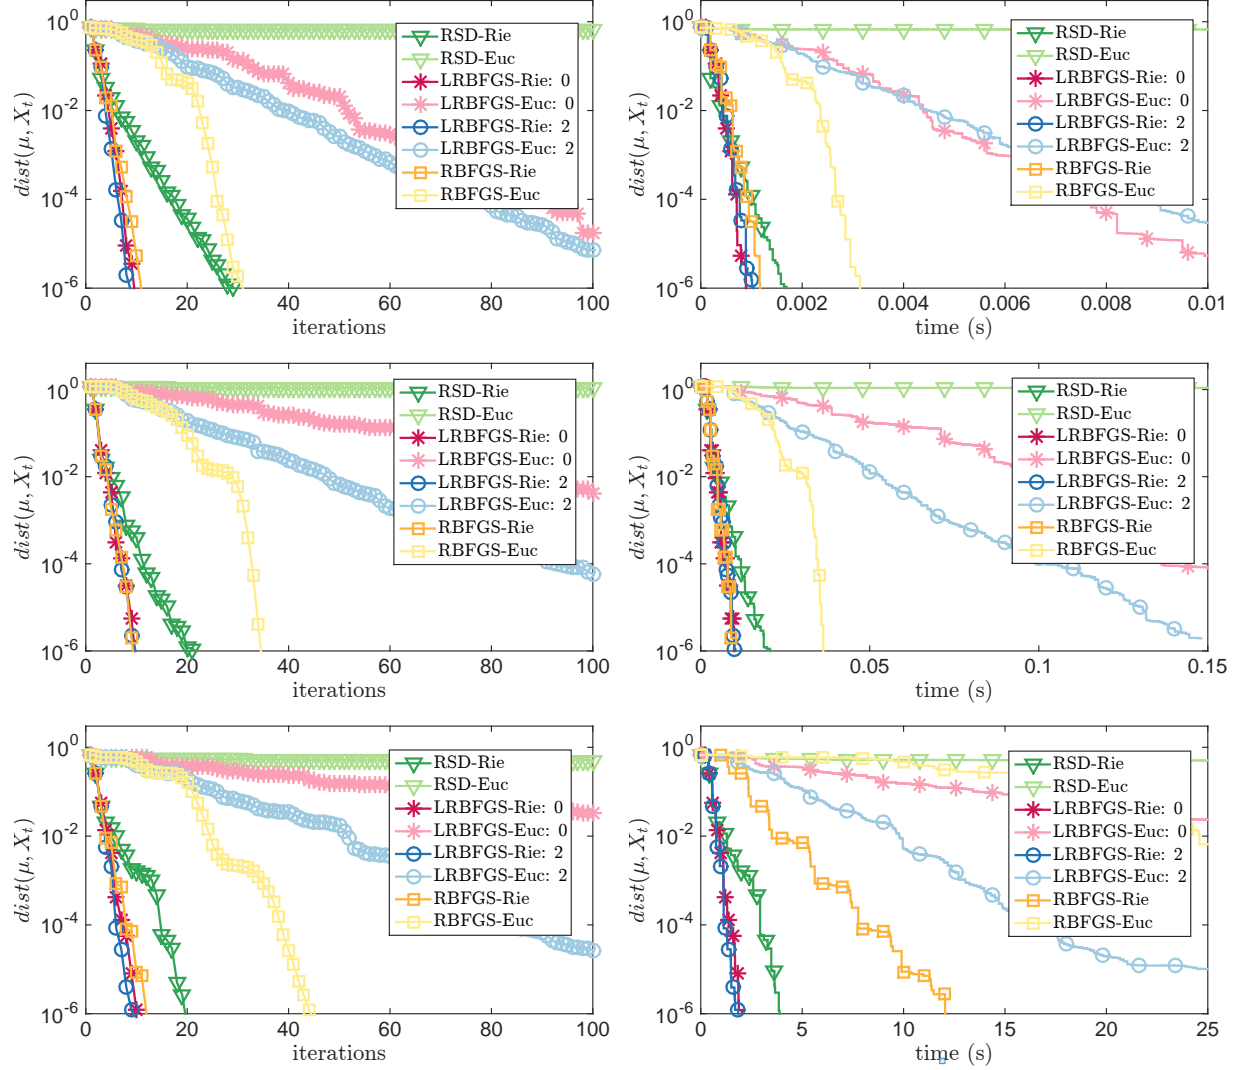 10^0
10^-2
10^-4
10^-6
dist(μ, X_t)
RSD-Rie
RSD-Euc
LRBFGS-Rie: 0
LRBFGS-Euc: 0
LRBFGS-Rie: 2
LRBFGS-Euc: 2
RBFGS-Rie
RBFGS-Euc
0 20 40 60 80 100
iterations
10^0
10^-2
10^-4
10^-6
dist(μ, X_t)
RSD-Rie
RSD-Euc
LRBFGS-Rie: 0
LRBFGS-Euc: 0
LRBFGS-Rie: 2
LRBFGS-Euc: 2
RBFGS-Rie
RBFGS-Euc
0 0.002 0.004 0.006 0.008 0.01
time (s)
10^0
10^-2
10^-4
10^-6
dist(μ, X_t)
RSD-Rie
RSD-Euc
LRBFGS-Rie: 0
LRBFGS-Euc: 0
LRBFGS-Rie: 2
LRBFGS-Euc: 2
RBFGS-Rie
RBFGS-Euc
0 20 40 60 80 100
iterations
10^0
10^-2
10^-4
10^-6
dist(μ, X_t)
RSD-Rie
RSD-Euc
LRBFGS-Rie: 0
LRBFGS-Euc: 0
LRBFGS-Rie: 2
LRBFGS-Euc: 2
RBFGS-Rie
RBFGS-Euc
0 0.05 0.1 0.15
time (s)
10^0
10^-2
10^-4
10^-6
dist(μ, X_t)
RSD-Rie
RSD-Euc
LRBFGS-Rie: 0
LRBFGS-Euc: 0
LRBFGS-Rie: 2
LRBFGS-Euc: 2
RBFGS-Rie
RBFGS-Euc
0 20 40 60 80 100
iterations
10^0
10^-2
10^-4
10^-6
dist(μ, X_t)
RSD-Rie
RSD-Euc
LRBFGS-Rie: 0
LRBFGS-Euc: 0
LRBFGS-Rie: 2
LRBFGS-Euc: 2
RBFGS-Rie
RBFGS-Euc
0 5 10 15 20 25
time (s)